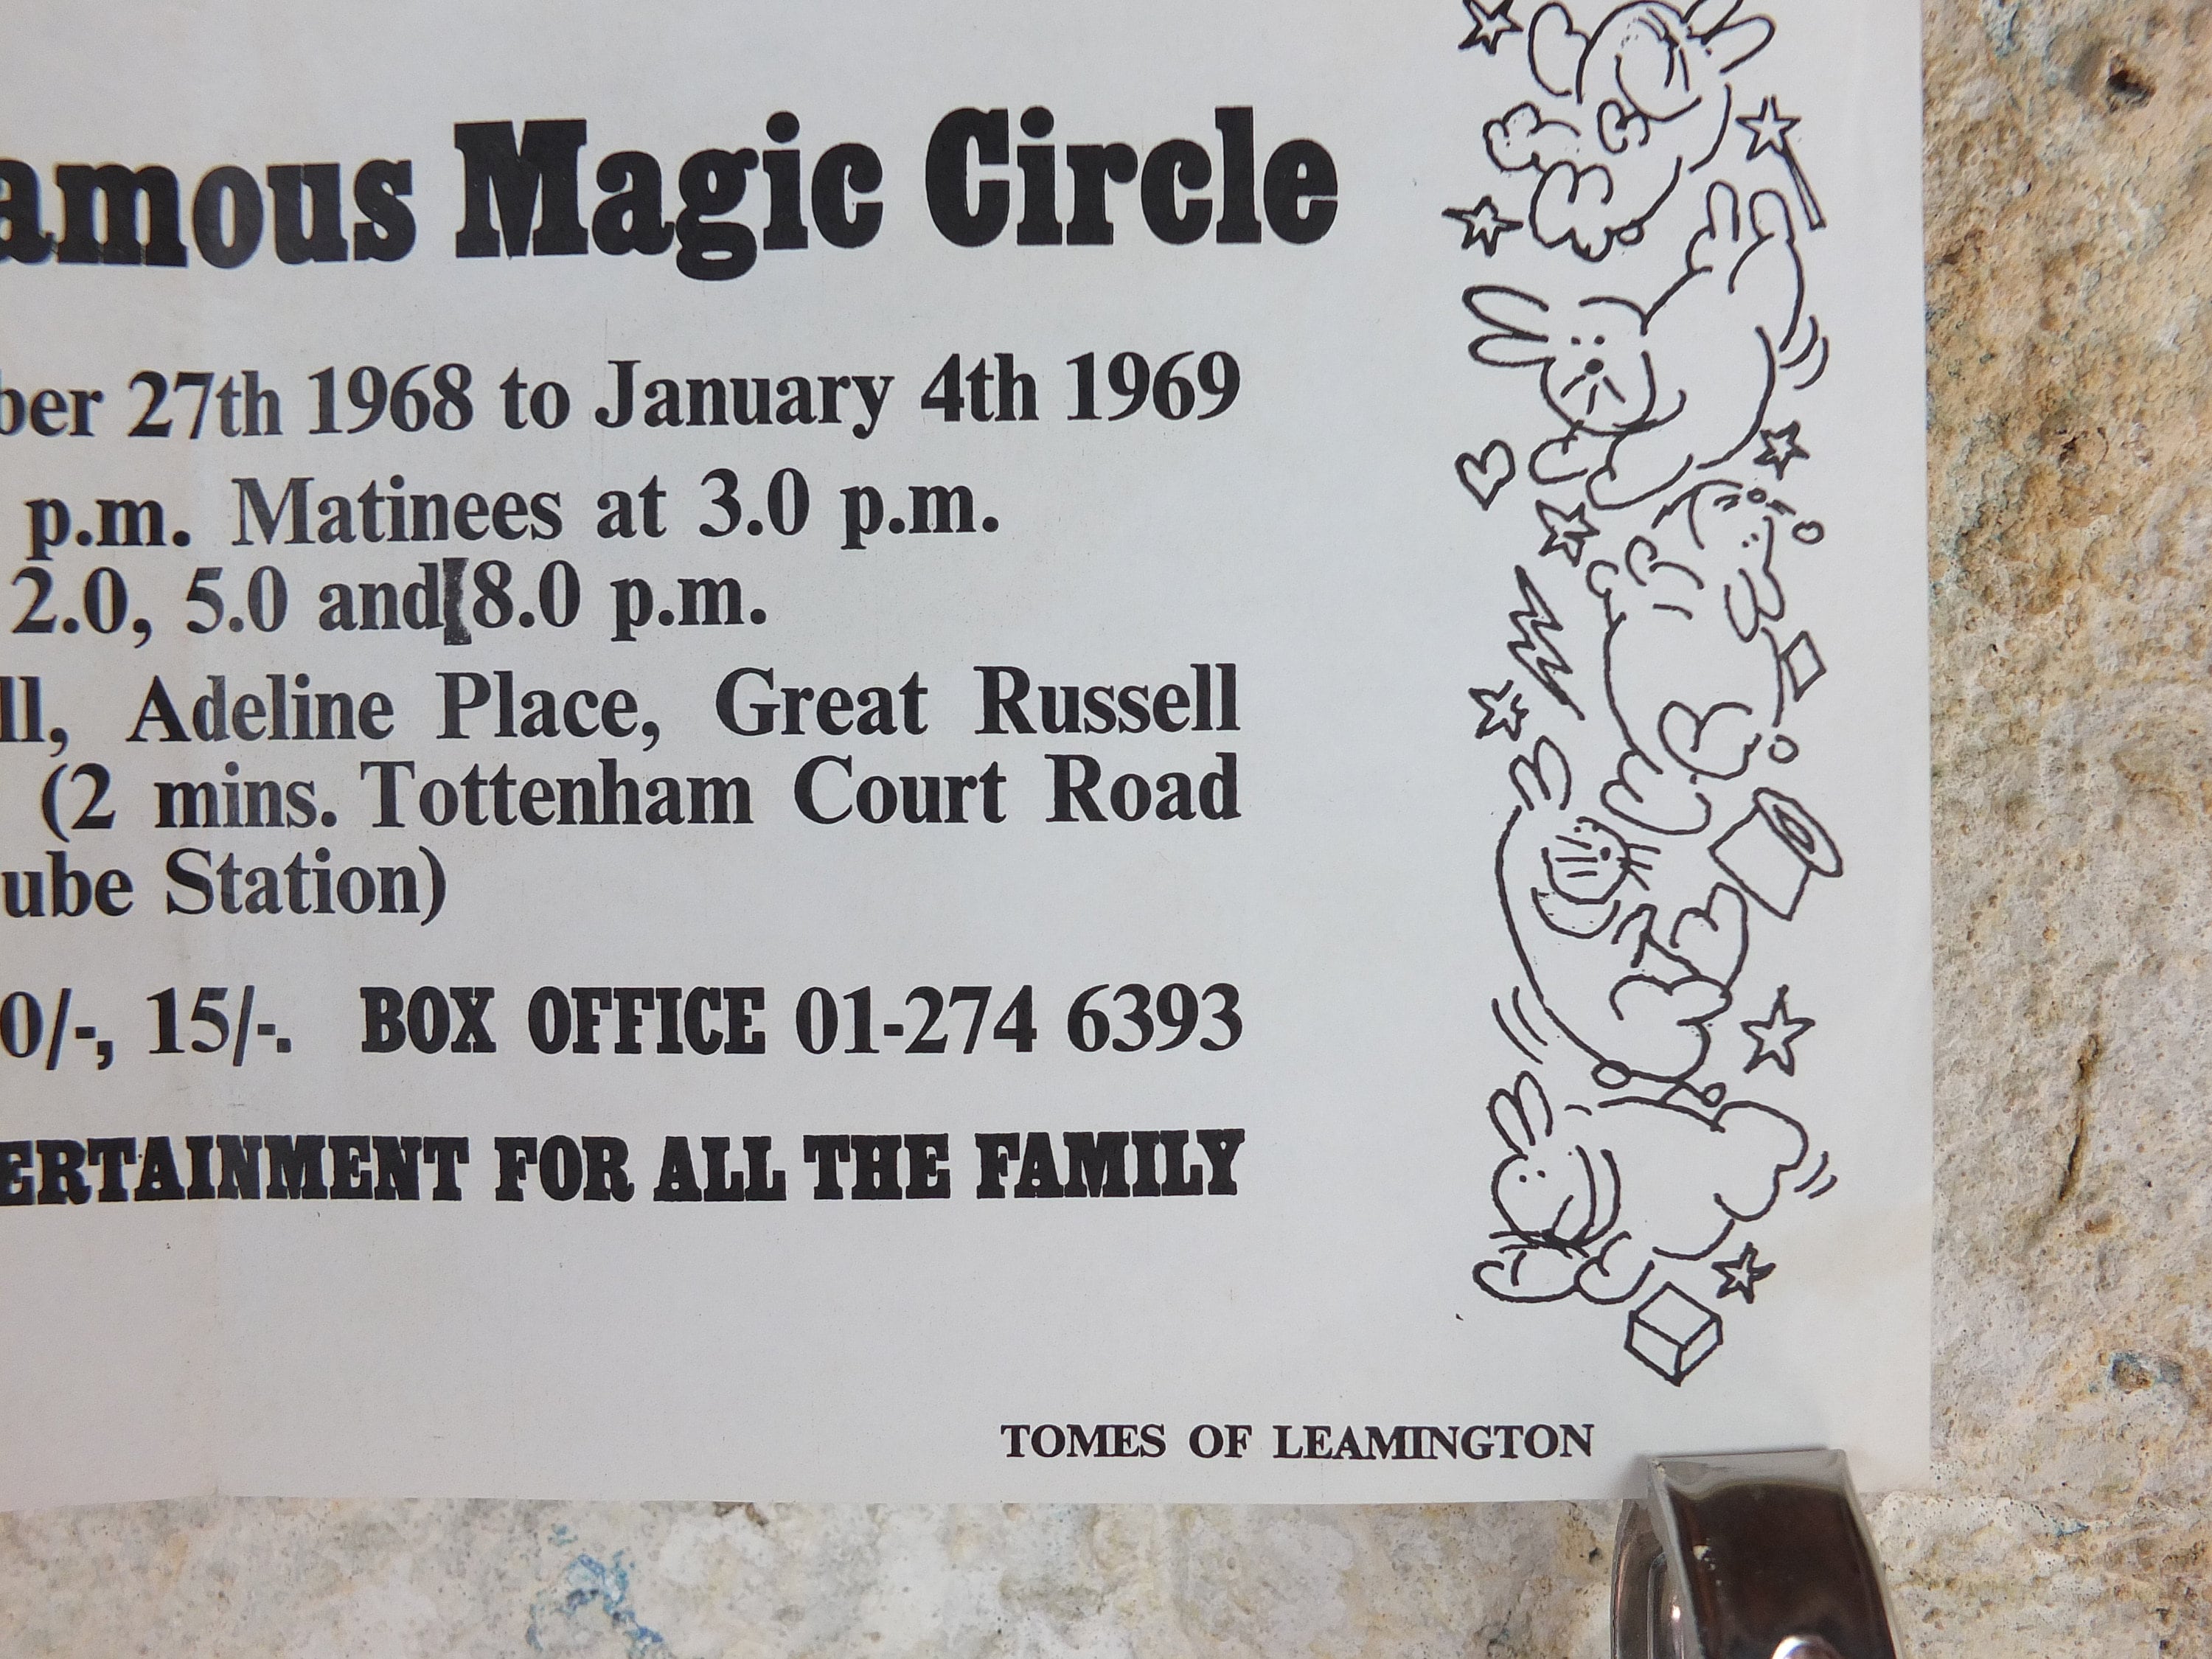 amous Magic Circle
ber 27th 1968 to January 4th 1969
p.m. Matinees at 3.0 p.m.
2.0, 5.0 and 8.0 p.m.
ll, Adeline Place, Great Russell
(2 mins. Tottenham Court Road
ube Station)
0/-, 15/-. BOX OFFICE 01-274 6393
ERTAINMENT FOR ALL THE FAMILY
TOMES OF LEAMINGTON